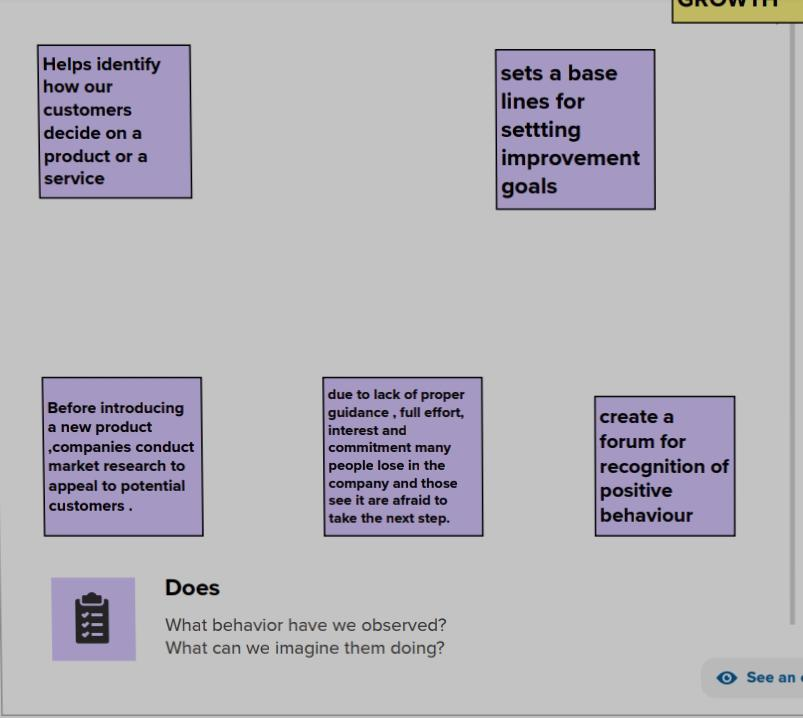 GROWTH
Helps identify
how our
customers
decide on a
product or a
service
sets a base
lines for
settting
improvement
goals
Before introducing
a new product
,companies conduct
market research to
appeal to potential
customers .
due to lack of proper
guidance , full effort,
interest and
commitment many
people lose in the
company and those
see it are afraid to
take the next step.
create a
forum for
recognition of
positive
behaviour
Does
What behavior have we observed?
What can we imagine them doing?
See an